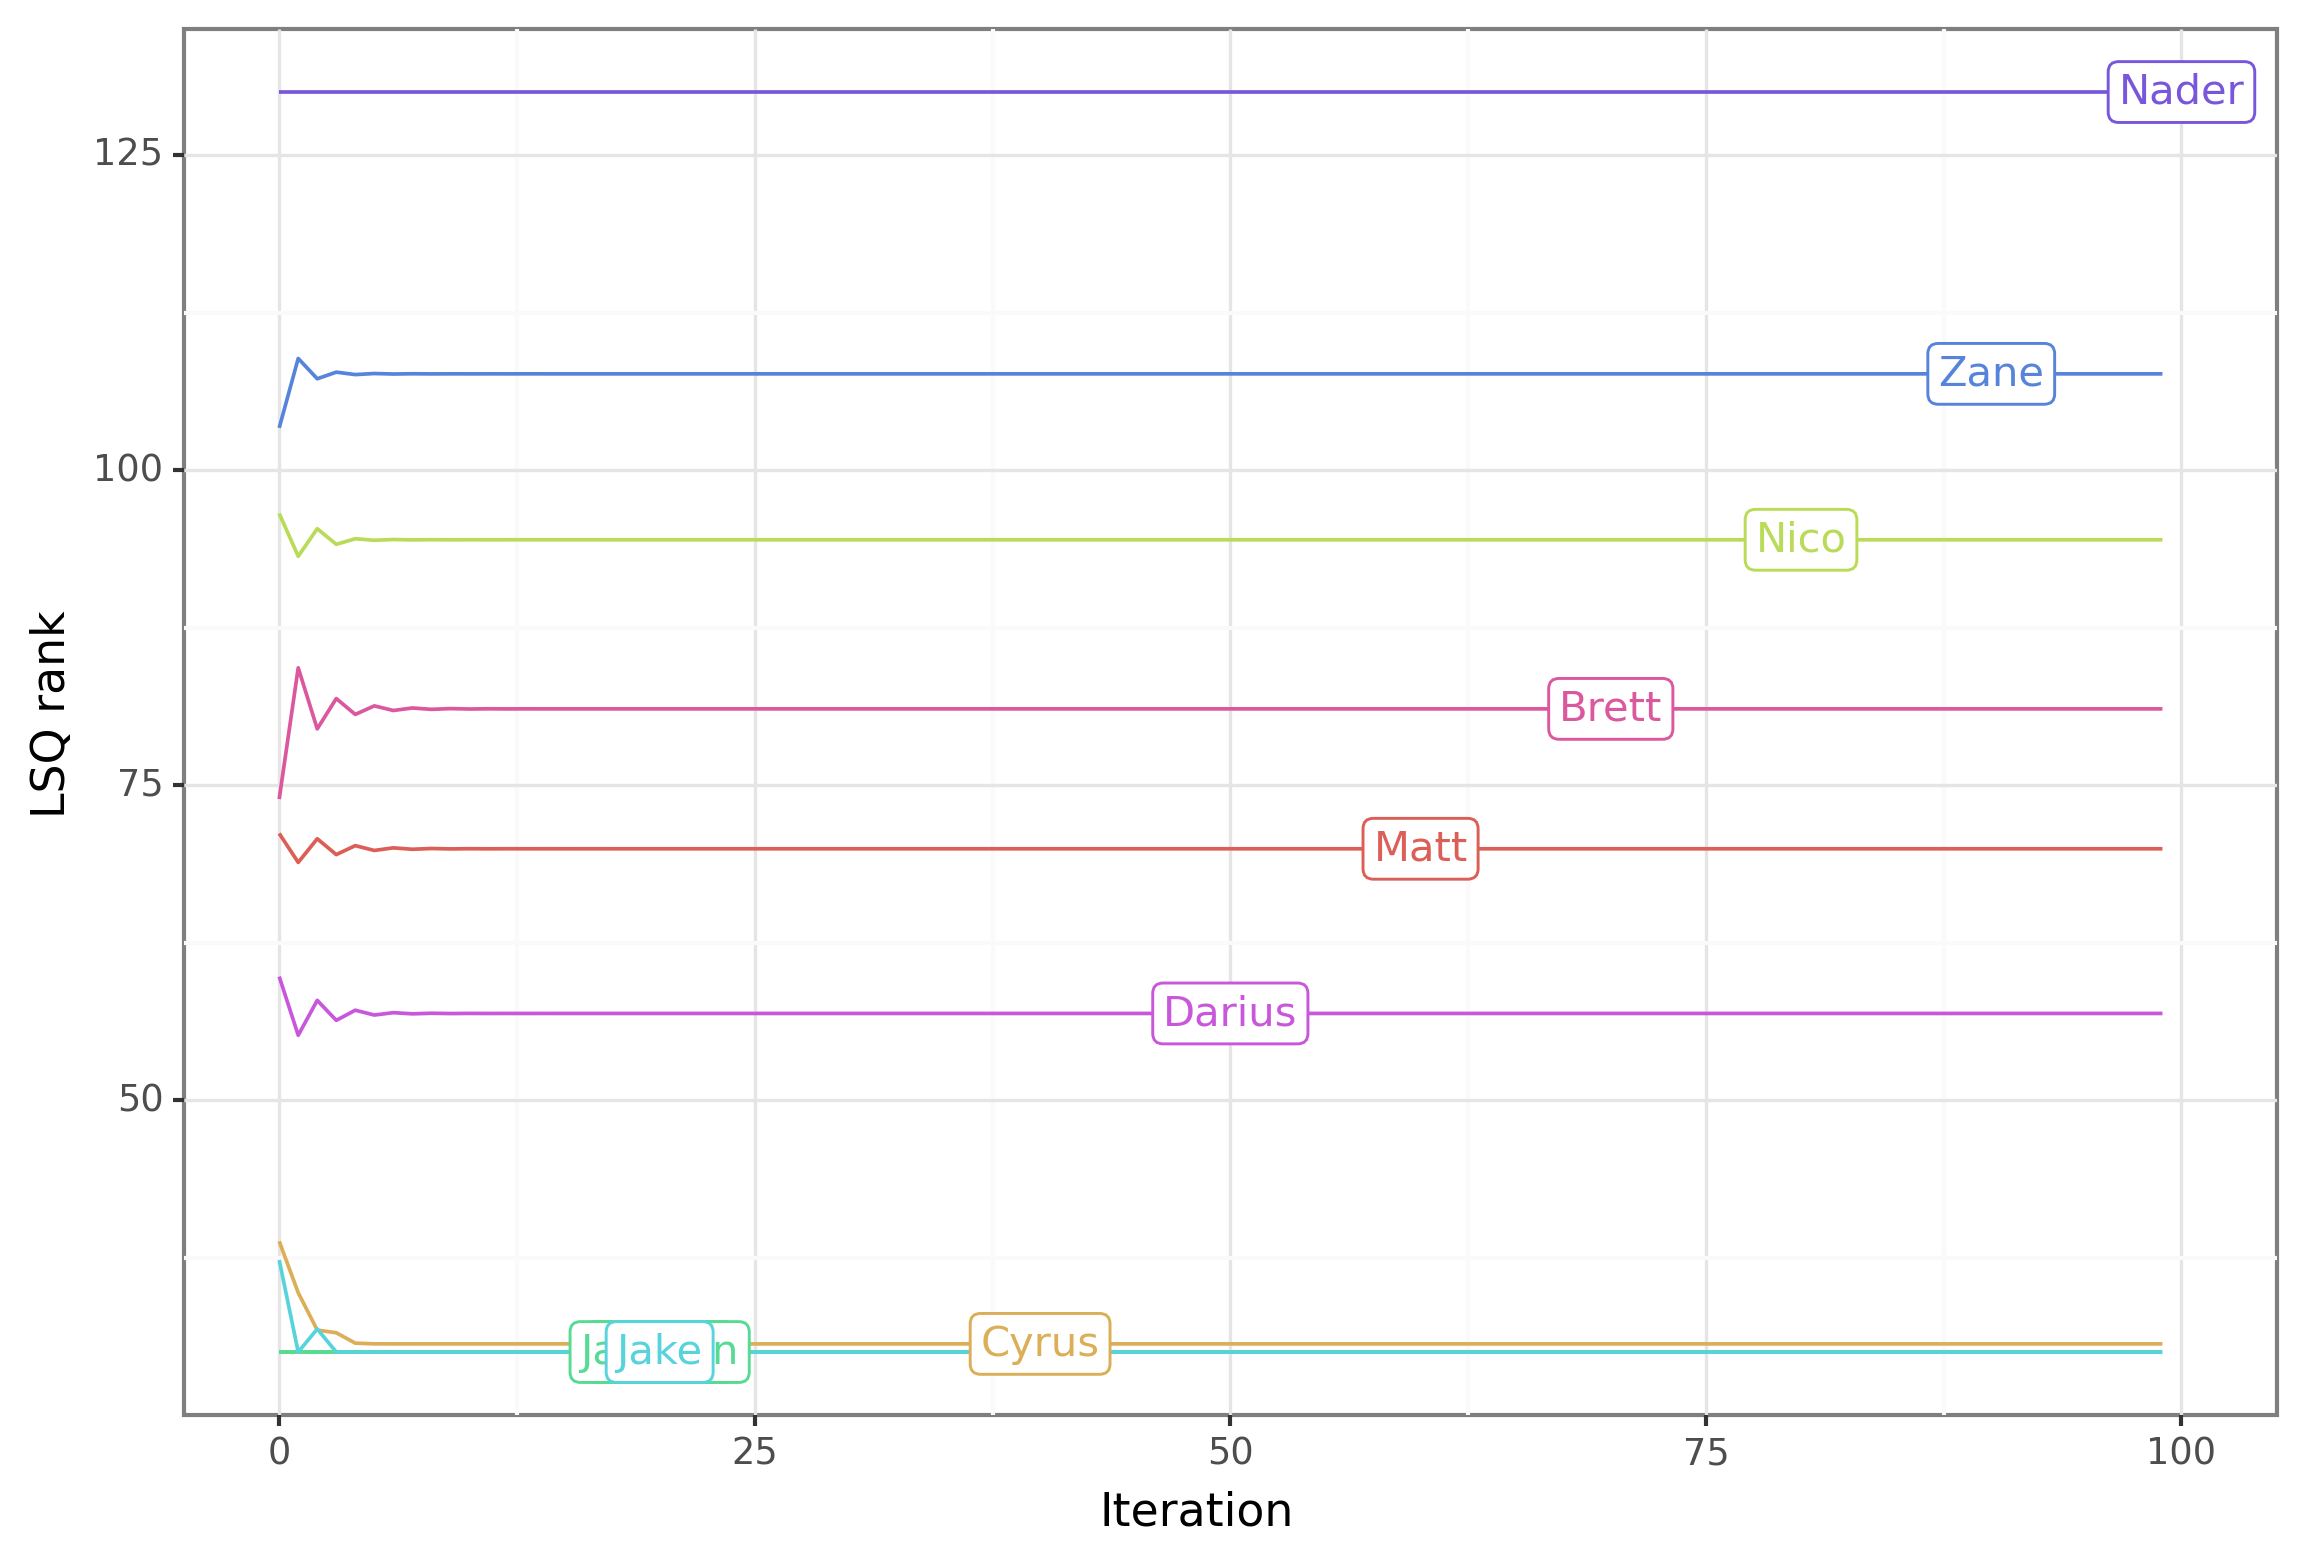 Nader
125
Zane
100
Nico
Brett
75
Matt
Darius
50
Jake
Cyrus
0 25 50 75 100
Iteration
LSQ rank